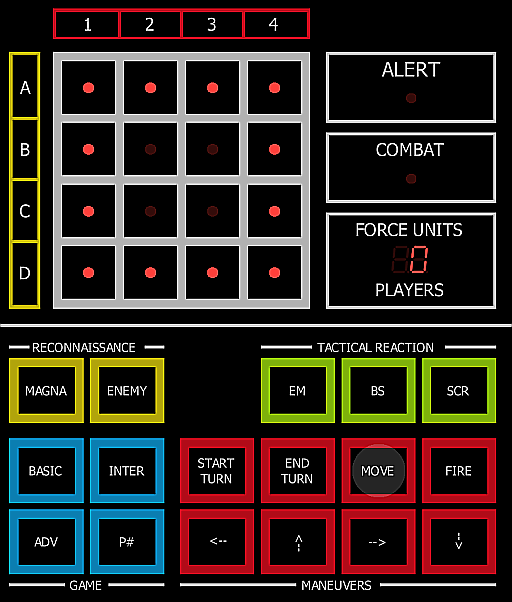 1 2 3 4
A
B
C
D
ALERT
COMBAT
FORCE UNITS
0
PLAYERS
RECONNAISSANCE
TACTICAL REACTION
MAGNA ENEMY EM BS SCR
BASIC INTER START TURN END TURN MOVE FIRE
ADV P# <-- ^ --> v
GAME MANEUVERS